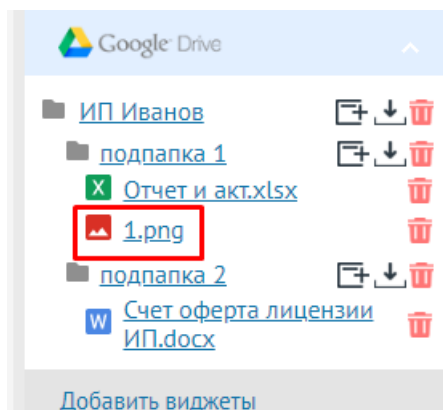 Google Drive
ИП Иванов
подпапка 1
X Отчет и акт.xlsx
1.png
подпапка 2
W Счет оферта лицензии
ИП.docx
Добавить виджеты